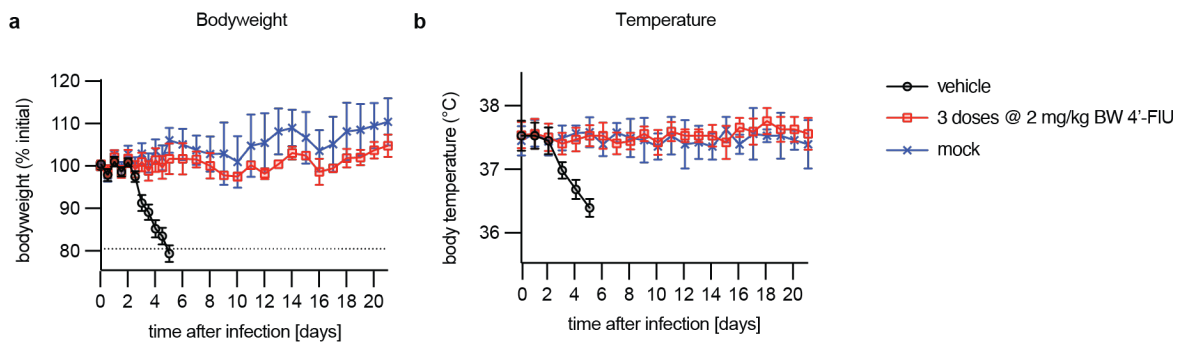 a Bodyweight
bodyweight (% initial)
120
110
100
90
80
0 2 4 6 8 10 12 14 16 18 20
time after infection [days]
b Temperature
body temperature (°C)
38
37
36
0 2 4 6 8 10 12 14 16 18 20
time after infection [days]
vehicle
3 doses @ 2 mg/kg BW 4'-FlU
mock